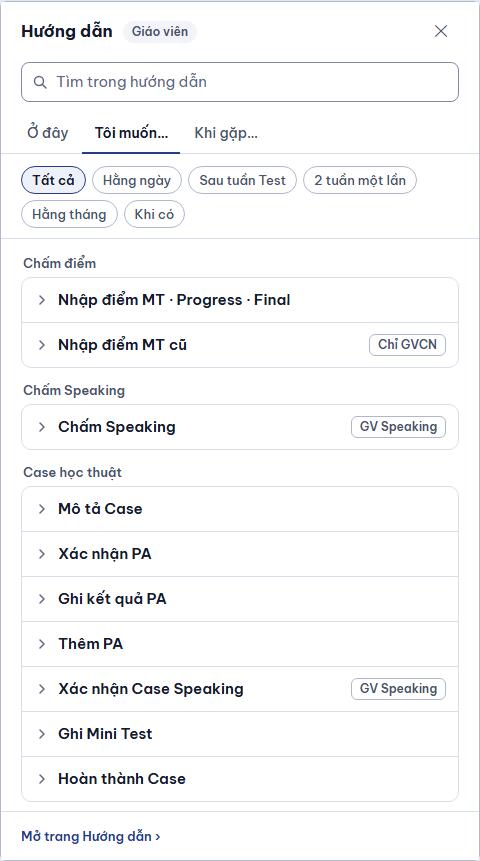 Hướng dẫn Giáo viên
Tìm trong hướng dẫn
Ở đây Tôi muốn... Khi gặp...
Tất cả Hằng ngày Sau tuần Test 2 tuần một lần
Hằng tháng Khi có
Chấm điểm
Nhập điểm MT · Progress · Final
Nhập điểm MT cũ Chỉ GVCN
Chấm Speaking
Chấm Speaking GV Speaking
Case học thuật
Mô tả Case
Xác nhận PA
Ghi kết quả PA
Thêm PA
Xác nhận Case Speaking GV Speaking
Ghi Mini Test
Hoàn thành Case
Mở trang Hướng dẫn ›